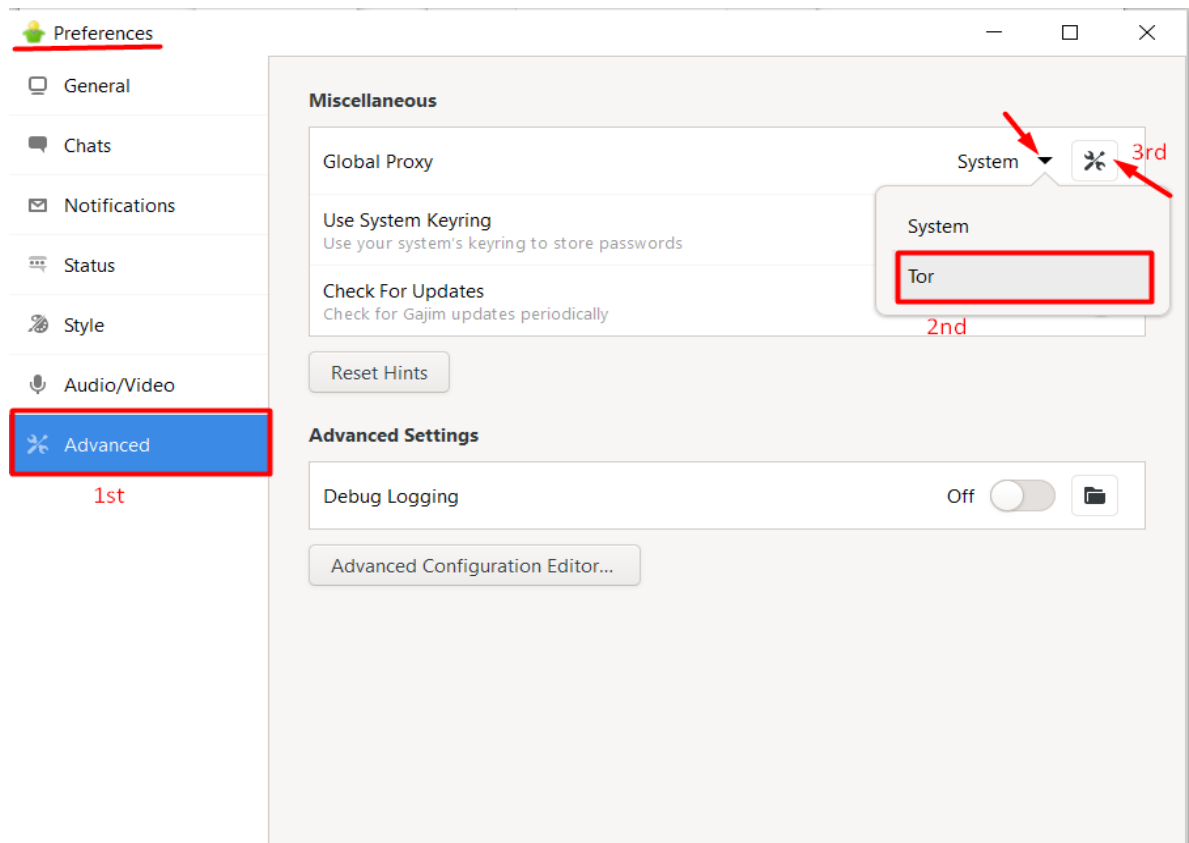 Preferences
General
Chats
Notifications
Status
Style
Audio/Video
Advanced
1st
Miscellaneous
Global Proxy
System
3rd
Use System Keyring
Use your system's keyring to store passwords
System
Tor
2nd
Check For Updates
Check for Gajim updates periodically
Reset Hints
Advanced Settings
Debug Logging
Off
Advanced Configuration Editor...